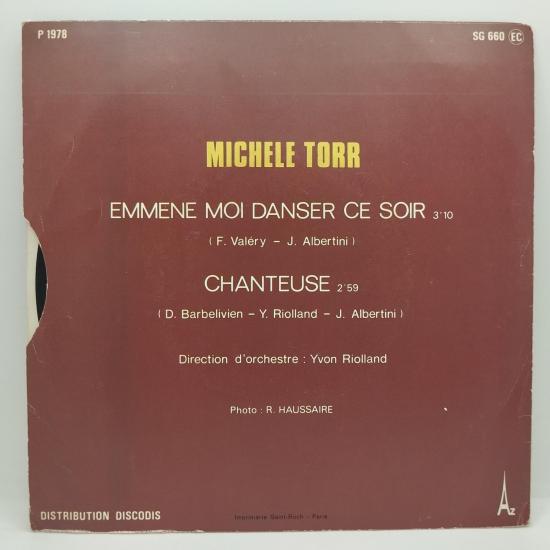 P 1978 SG 660 EC
MICHELE TORR
EMMENE MOI DANSER CE SOIR 3'10
( F. Valéry - J. Albertini )
CHANTEUSE 2'59
( D. Barbelivien - Y. Riolland - J. Albertini )
Direction d'orchestre : Yvon Riolland
Photo : R. HAUSSAIRE
AZ
DISTRIBUTION DISCODIS Imprimerie Saint-Roch - Paris